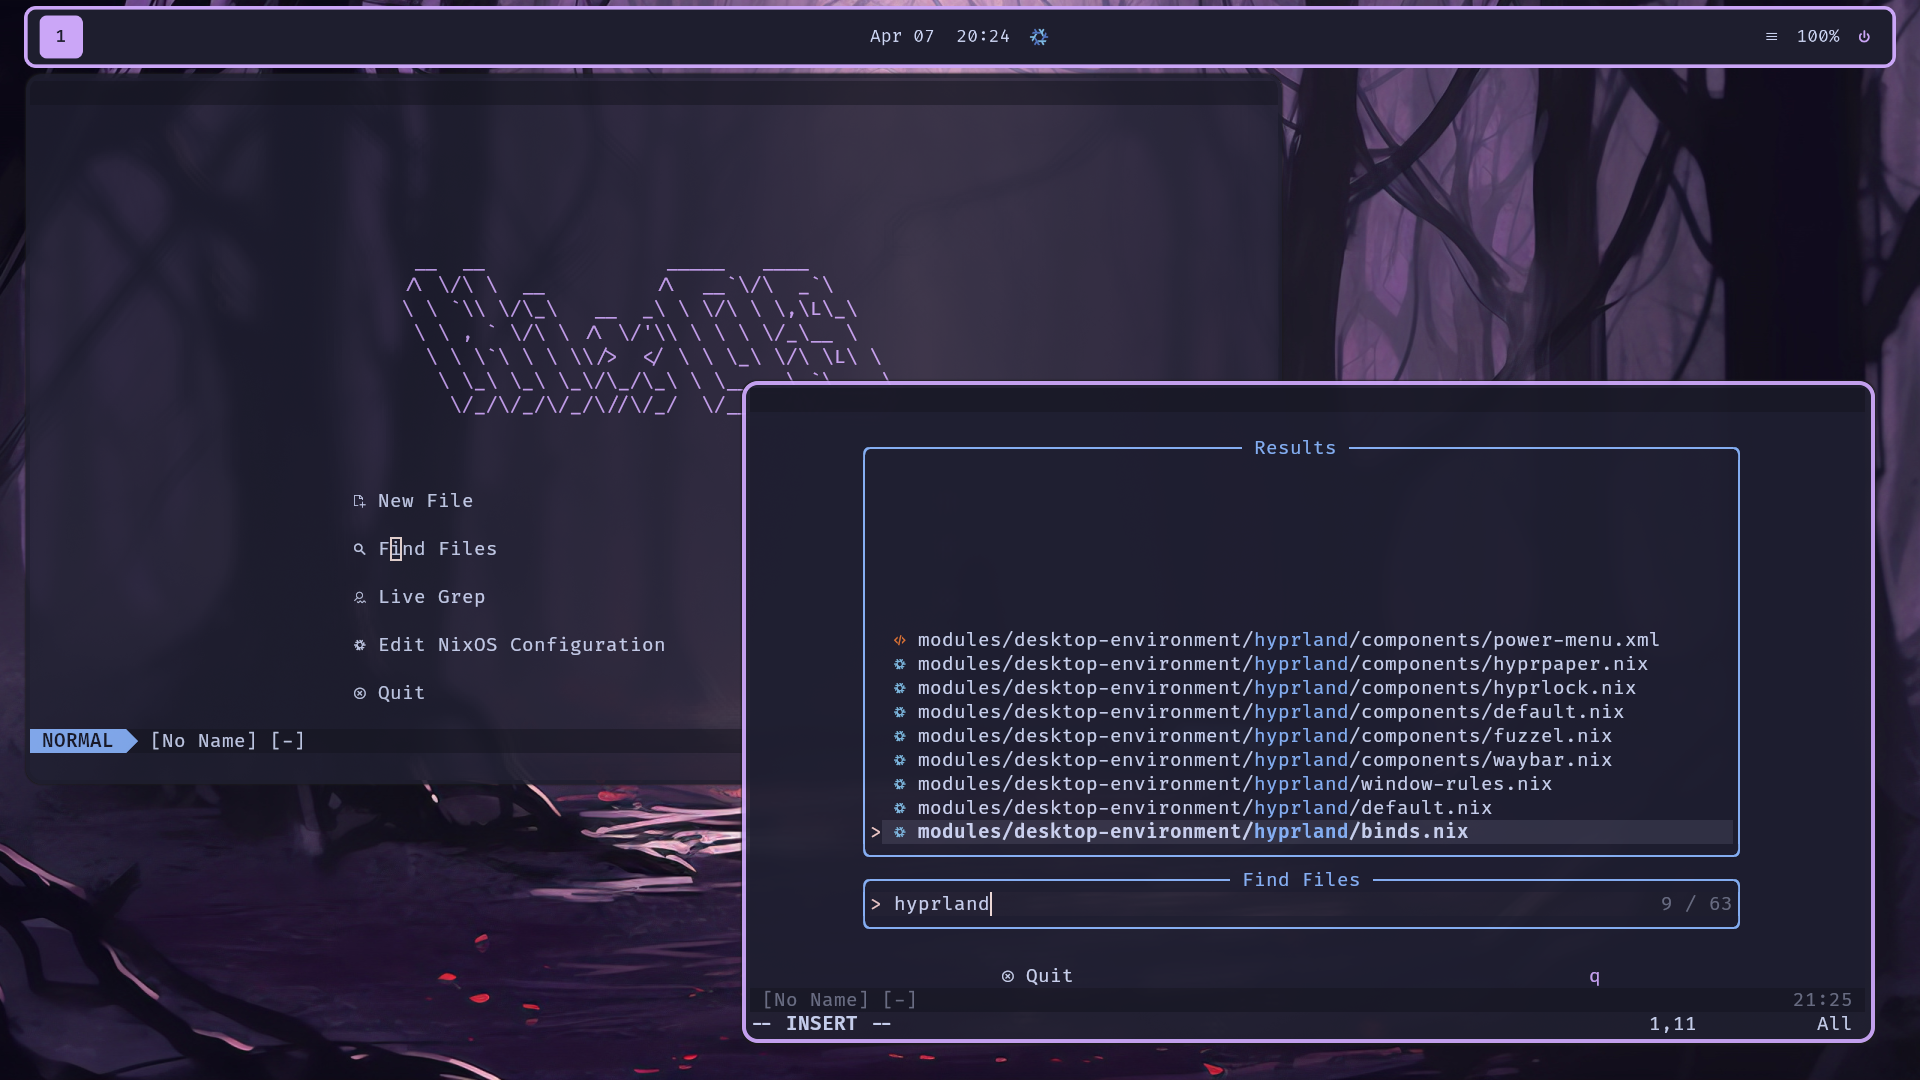 1
Apr 07  20:24
100%
New File
Find Files
Live Grep
Edit NixOS Configuration
Quit
NORMAL [No Name] [-]
Results
modules/desktop-environment/hyprland/components/power-menu.xml
modules/desktop-environment/hyprland/components/hyprpaper.nix
modules/desktop-environment/hyprland/components/hyprlock.nix
modules/desktop-environment/hyprland/components/default.nix
modules/desktop-environment/hyprland/components/fuzzel.nix
modules/desktop-environment/hyprland/components/waybar.nix
modules/desktop-environment/hyprland/window-rules.nix
modules/desktop-environment/hyprland/default.nix
> modules/desktop-environment/hyprland/binds.nix
Find Files
> hyprland 9 / 63
Quit q
[No Name] [-] 21:25
-- INSERT -- 1,11 All